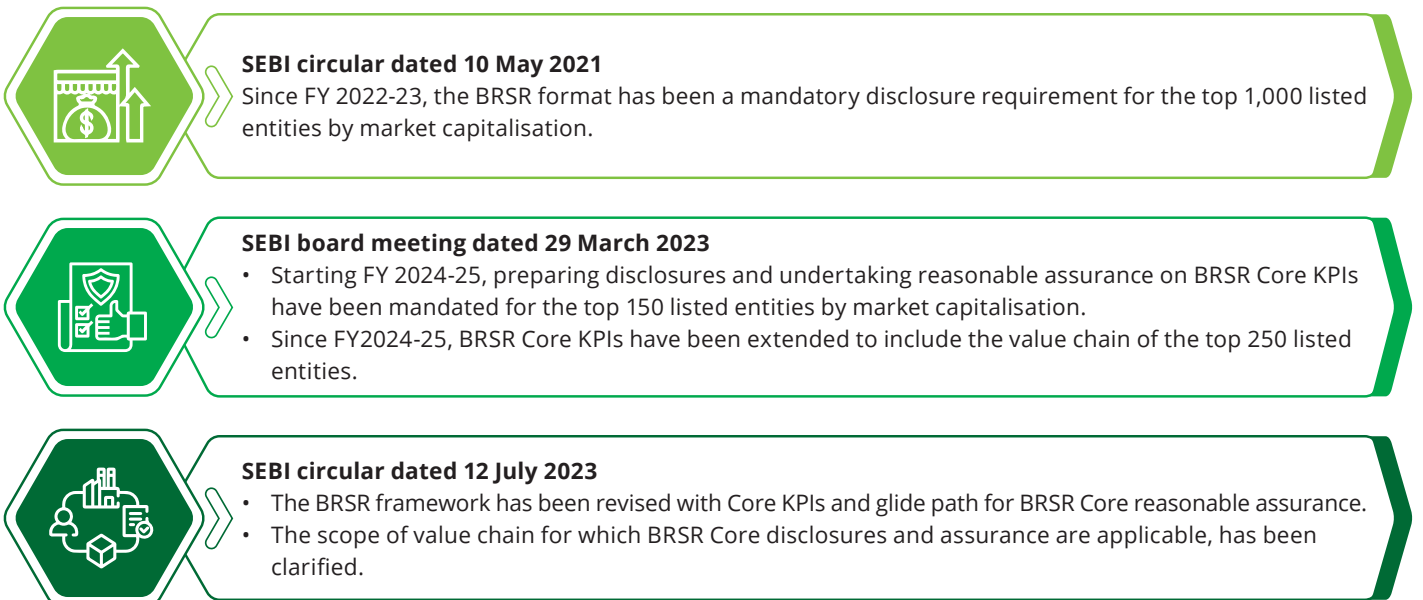 SEBI circular dated 10 May 2021
Since FY 2022-23, the BRSR format has been a mandatory disclosure requirement for the top 1,000 listed
entities by market capitalisation.
SEBI board meeting dated 29 March 2023
• Starting FY 2024-25, preparing disclosures and undertaking reasonable assurance on BRSR Core KPIs
have been mandated for the top 150 listed entities by market capitalisation.
• Since FY2024-25, BRSR Core KPIs have been extended to include the value chain of the top 250 listed
entities.
SEBI circular dated 12 July 2023
• The BRSR framework has been revised with Core KPIs and glide path for BRSR Core reasonable assurance.
• The scope of value chain for which BRSR Core disclosures and assurance are applicable, has been
clarified.